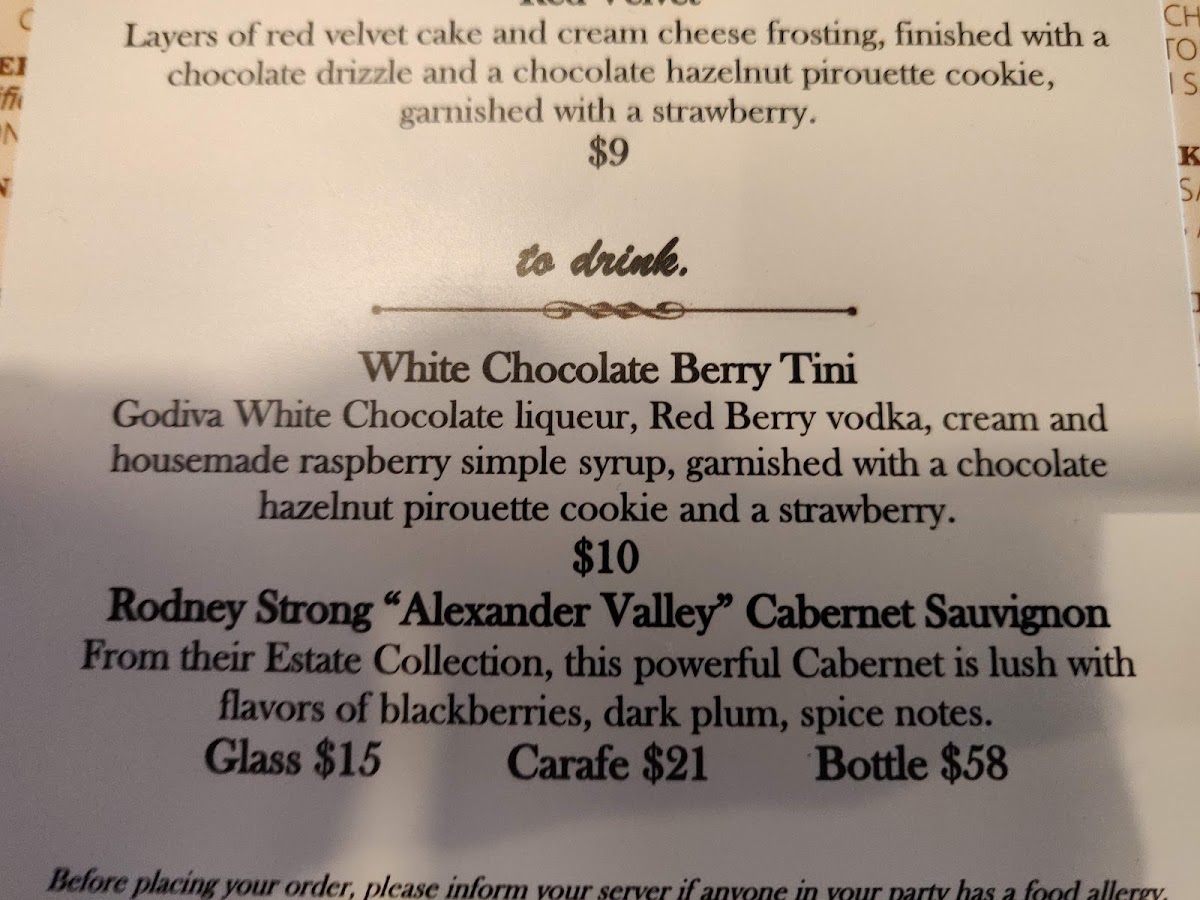 Red Velvet
Layers of red velvet cake and cream cheese frosting, finished with a
chocolate drizzle and a chocolate hazelnut pirouette cookie,
garnished with a strawberry.
$9
to drink.
White Chocolate Berry Tini
Godiva White Chocolate liqueur, Red Berry vodka, cream and
housemade raspberry simple syrup, garnished with a chocolate
hazelnut pirouette cookie and a strawberry.
$10
Rodney Strong “Alexander Valley” Cabernet Sauvignon
From their Estate Collection, this powerful Cabernet is lush with
flavors of blackberries, dark plum, spice notes.
Glass $15 Carafe $21 Bottle $58
Before placing your order, please inform your server if anyone in your party has a food allergy.